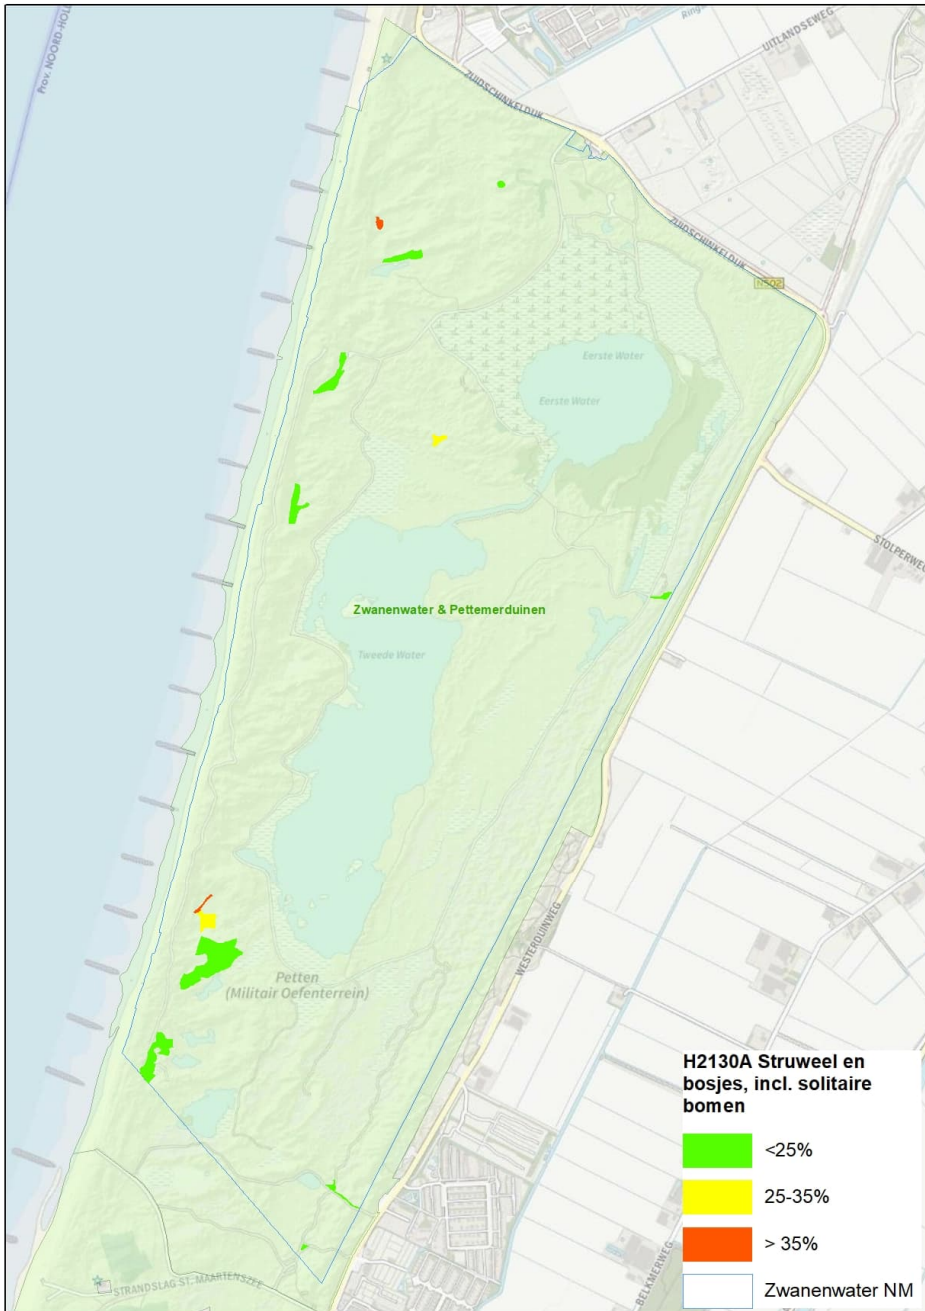 Prov. NOORD-HOL
Ring
UITLANDSEWEG
ZUIDSCHINKELDIJK
ZUIDSCHINKELDIJK
N502
Eerste Water
Eerste Water
STOLPERWEG
Zwanenwater & Pettemerduinen
Tweede Water
WESTERDUINWEG
Petten
(Militair Oefenterrein)
STRANDSLAG ST. MAARTENSZEE
BELKMERWEG
H2130A Struweel en
bosjes, incl. solitaire
bomen
<25%
25-35%
> 35%
Zwanenwater NM